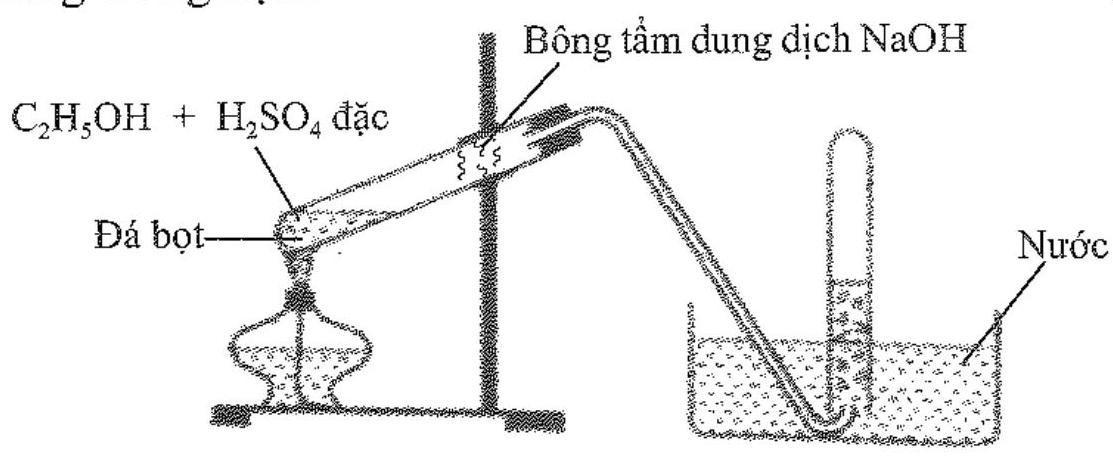 Bông tẩm dung dịch NaOH
C₂H₅OH + H₂SO₄ đặc
Đá bọt
Nước